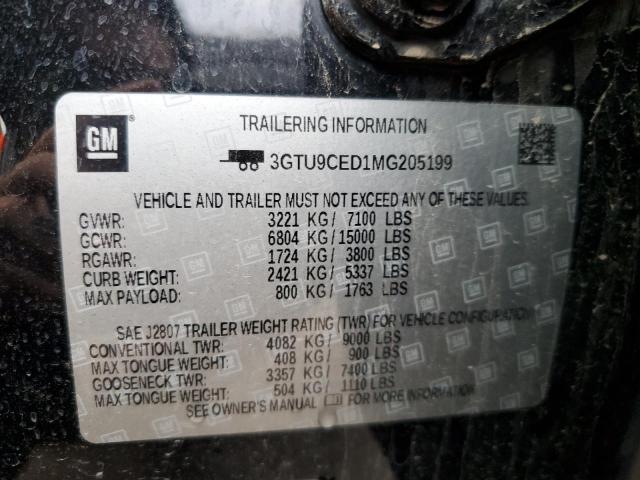 GM
TRAILERING INFORMATION
3GTU9CED1MG205199
VEHICLE AND TRAILER MUST NOT EXCEED ANY OF THESE VALUES.
GVWR: 3221 KG/ 7100 LBS
GCWR: 6804 KG/15000 LBS
RGAWR: 1724 KG/ 3800 LBS
CURB WEIGHT: 2421 KG/ 5337 LBS
MAX PAYLOAD: 800 KG/ 1763 LBS
SAE J2807 TRAILER WEIGHT RATING (TWR) FOR VEHICLE CONFIGURATION
CONVENTIONAL TWR: 4082 KG/ 9000 LBS
MAX TONGUE WEIGHT: 408 KG/ 900 LBS
GOOSENECK TWR: 3357 KG/ 7400 LBS
MAX TONGUE WEIGHT: 504 KG/ 1110 LBS
SEE OWNER'S MANUAL FOR MORE INFORMATION